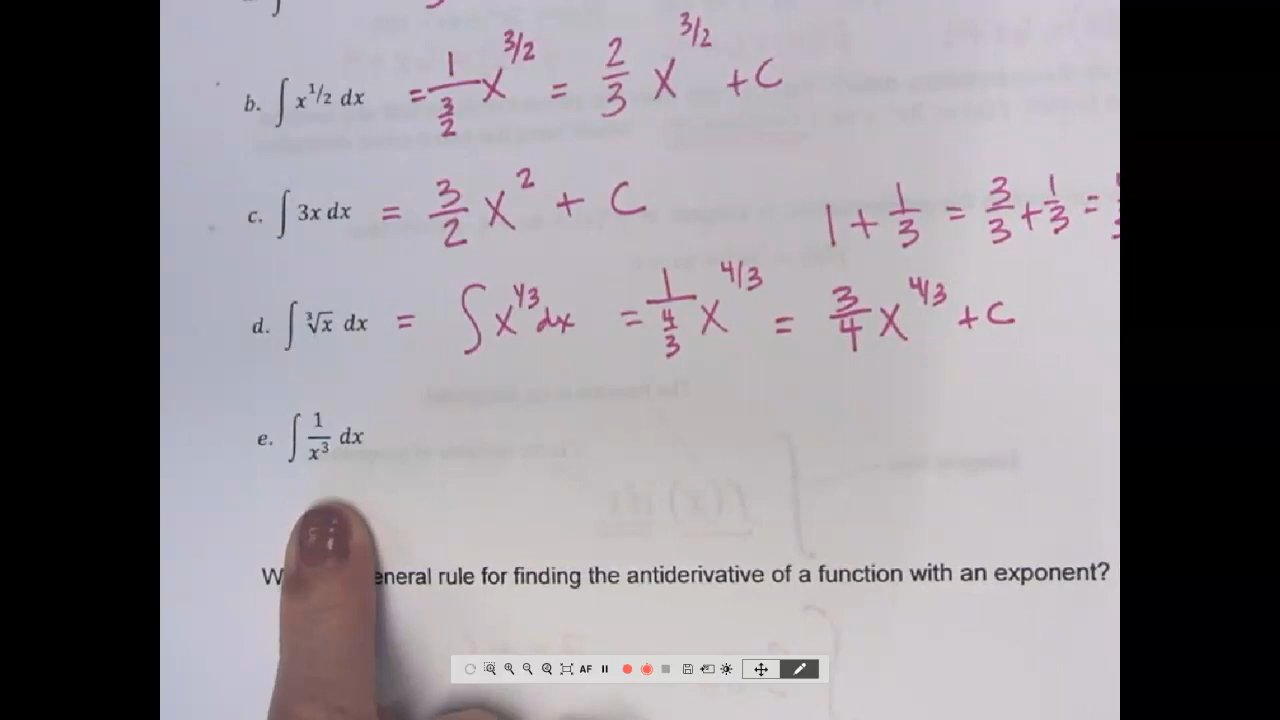 b. ∫ x^1/2 dx = 1/(3/2) x^3/2 = 2/3 x^3/2 + C
c. ∫ 3x dx = 3/2 x^2 + C
1 + 1/3 = 3/3 + 1/3 =
d. ∫ ∛x dx = ∫ x^1/3 dx = 1/(4/3) x^4/3 = 3/4 x^4/3 + C
e. ∫ 1/x^3 dx
eneral rule for finding the antiderivative of a function with an exponent?
AF